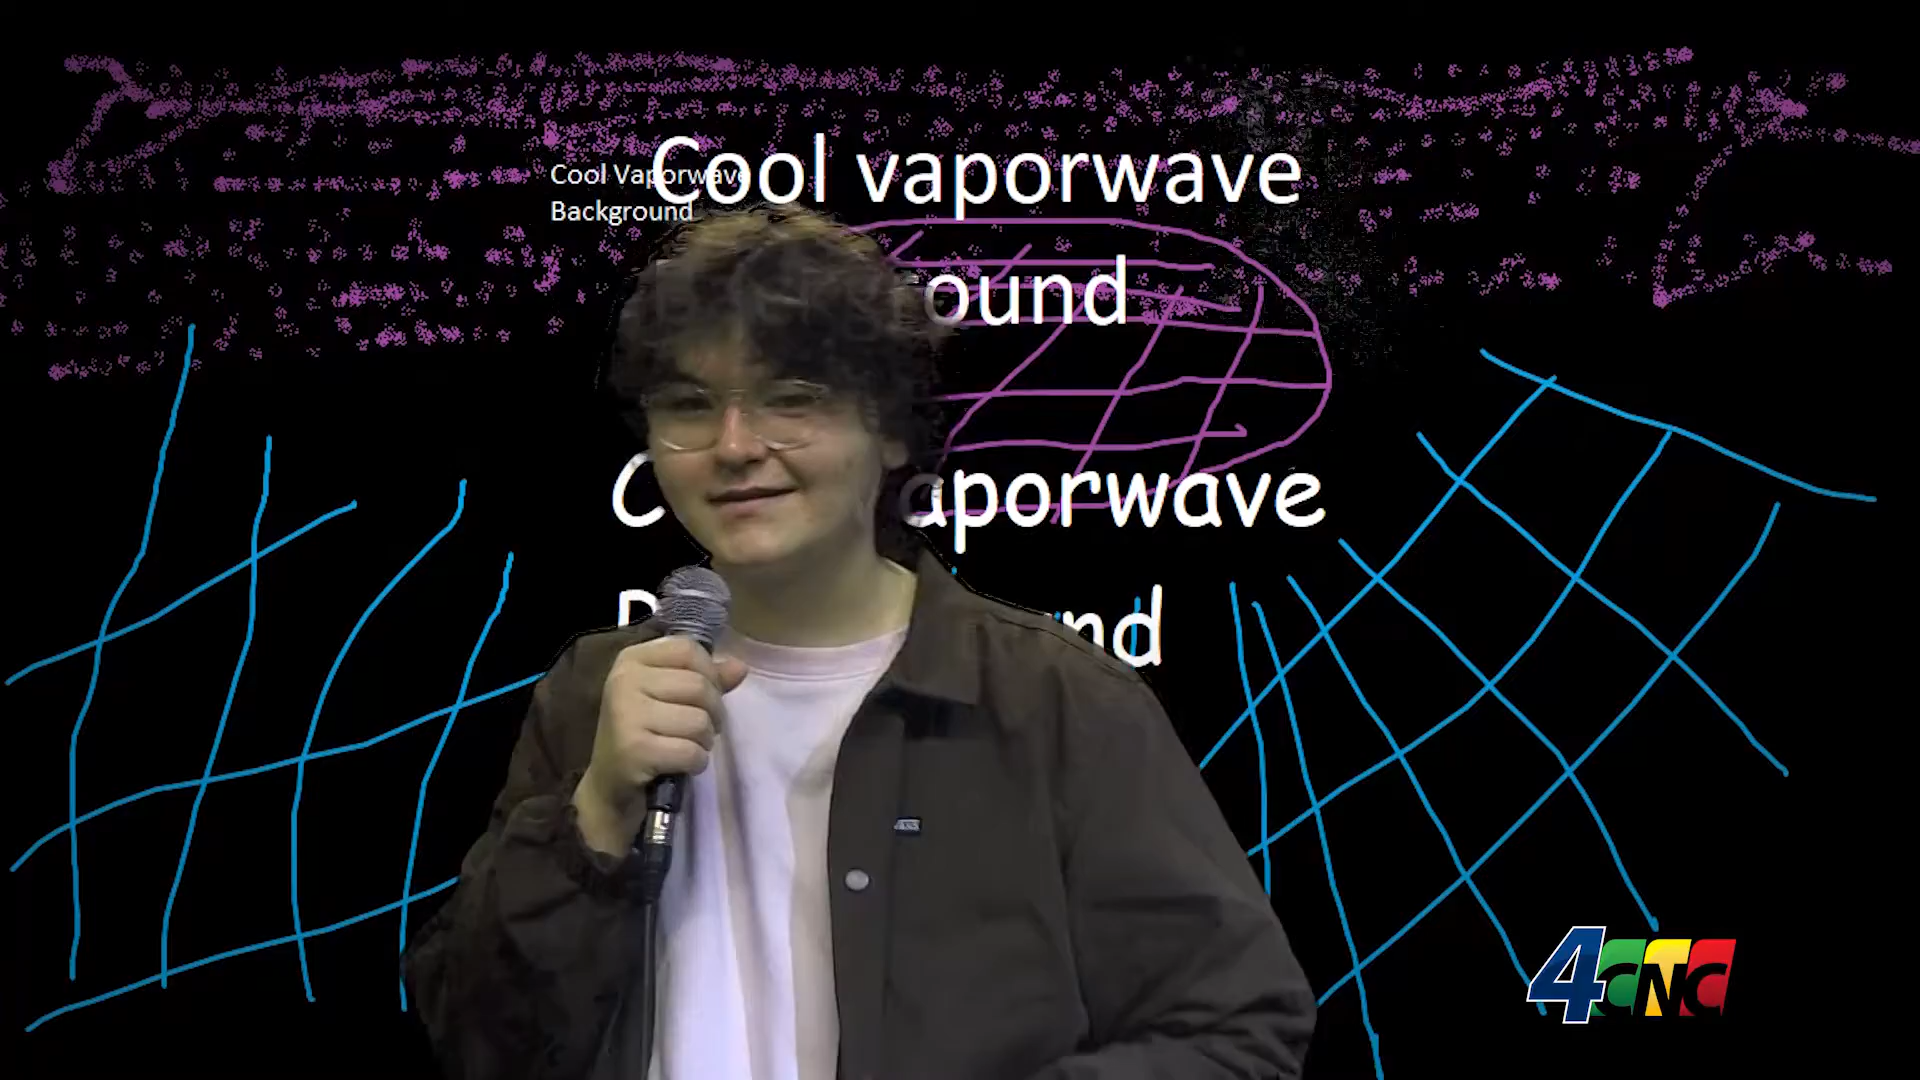 Cool Vaporwave
Background
Cool vaporwave
ound
C aporwave
nd
4CNC